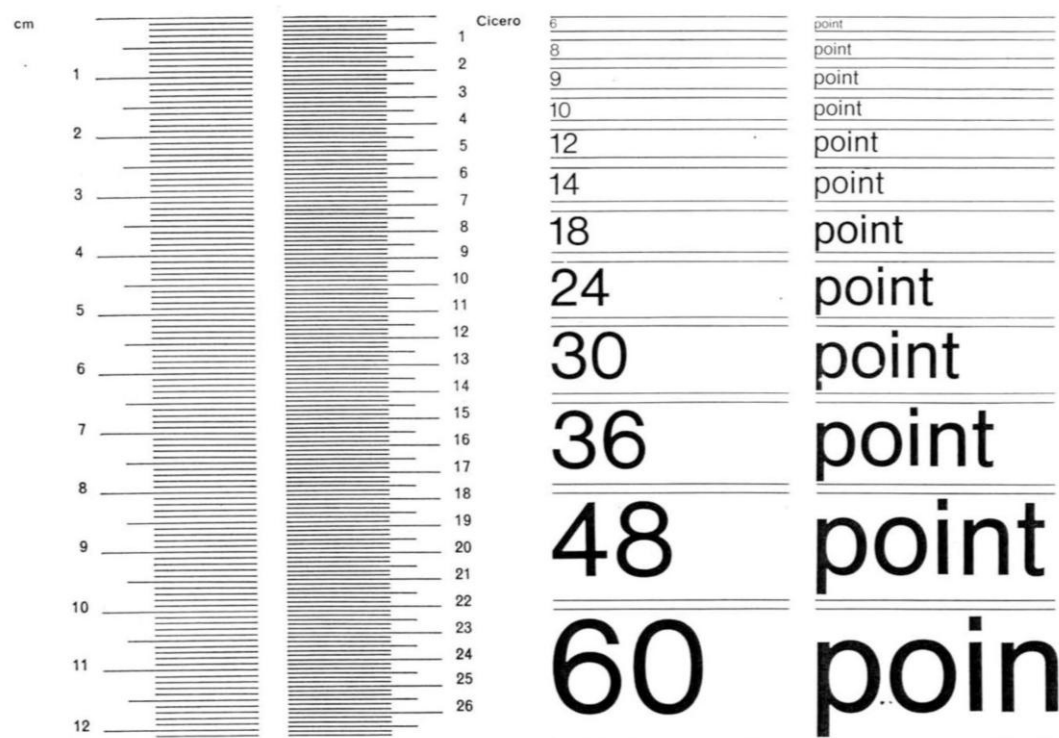 cm
1
2
3
4
5
6
7
8
9
10
11
12
Cicero
1
2
3
4
5
6
7
8
9
10
11
12
13
14
15
16
17
18
19
20
21
22
23
24
25
26
6 point
8 point
9 point
10 point
12 point
14 point
18 point
24 point
30 point
36 point
48 point
60 poin